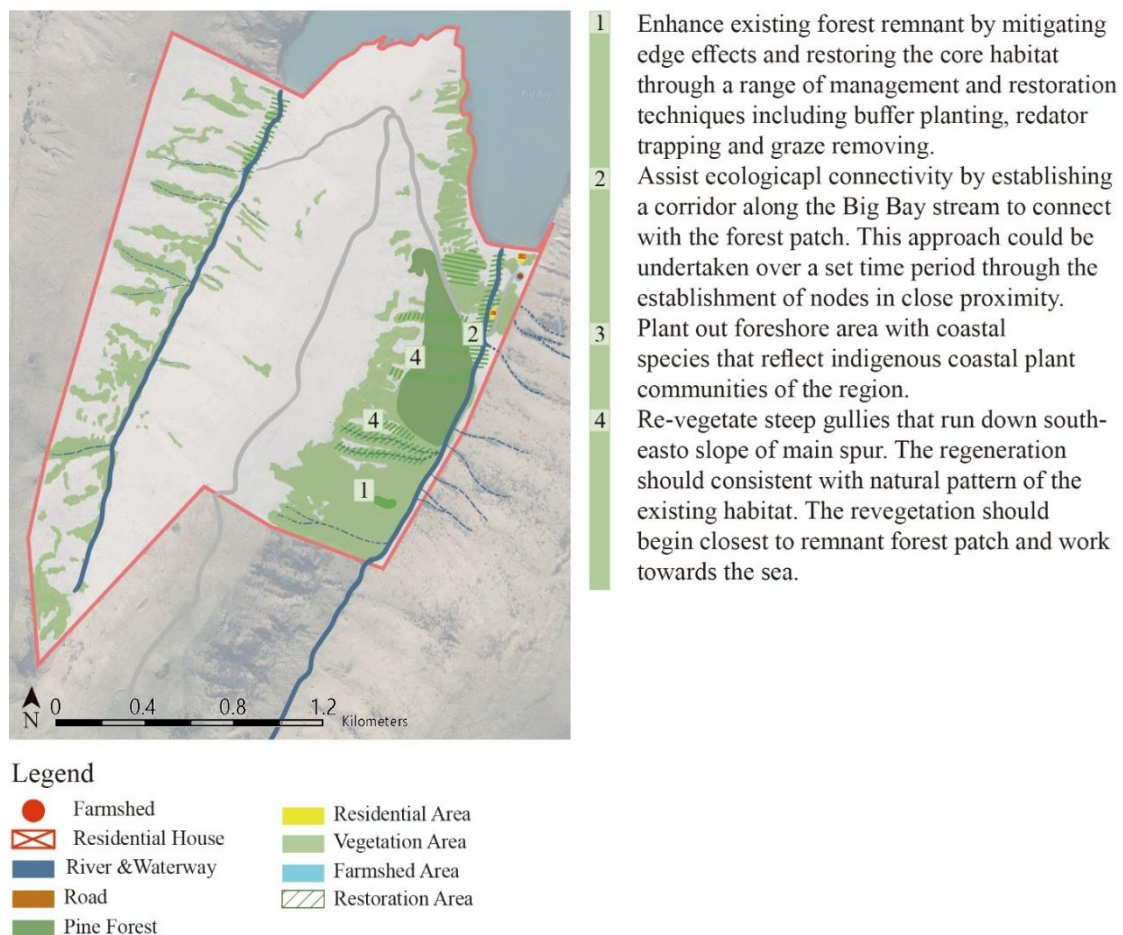 Big Bay
2
4
4
1
N
0 0.4 0.8 1.2
Kilometers
1 Enhance existing forest remnant by mitigating
edge effects and restoring the core habitat
through a range of management and restoration
techniques including buffer planting, redator
trapping and graze removing.
2 Assist ecologicapl connectivity by establishing
a corridor along the Big Bay stream to connect
with the forest patch. This approach could be
undertaken over a set time period through the
establishment of nodes in close proximity.
3 Plant out foreshore area with coastal
species that reflect indigenous coastal plant
communities of the region.
4 Re-vegetate steep gullies that run down south-
easto slope of main spur. The regeneration
should consistent with natural pattern of the
existing habitat. The revegetation should
begin closest to remnant forest patch and work
towards the sea.
Legend
Farmshed
Residential House
River &Waterway
Road
Pine Forest
Residential Area
Vegetation Area
Farmshed Area
Restoration Area